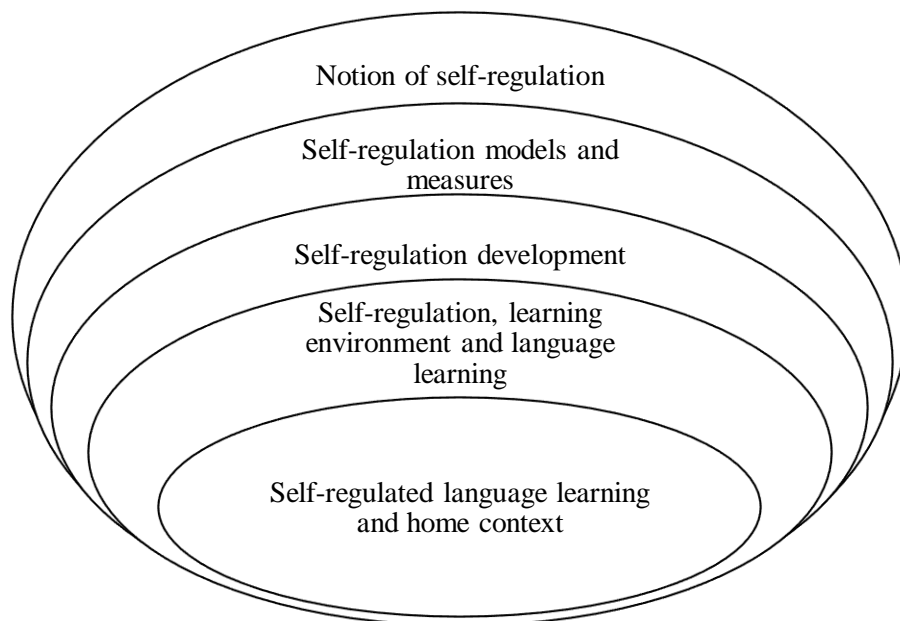 Notion of self-regulation
Self-regulation models and
measures
Self-regulation development
Self-regulation, learning
environment and language
learning
Self-regulated language learning
and home context